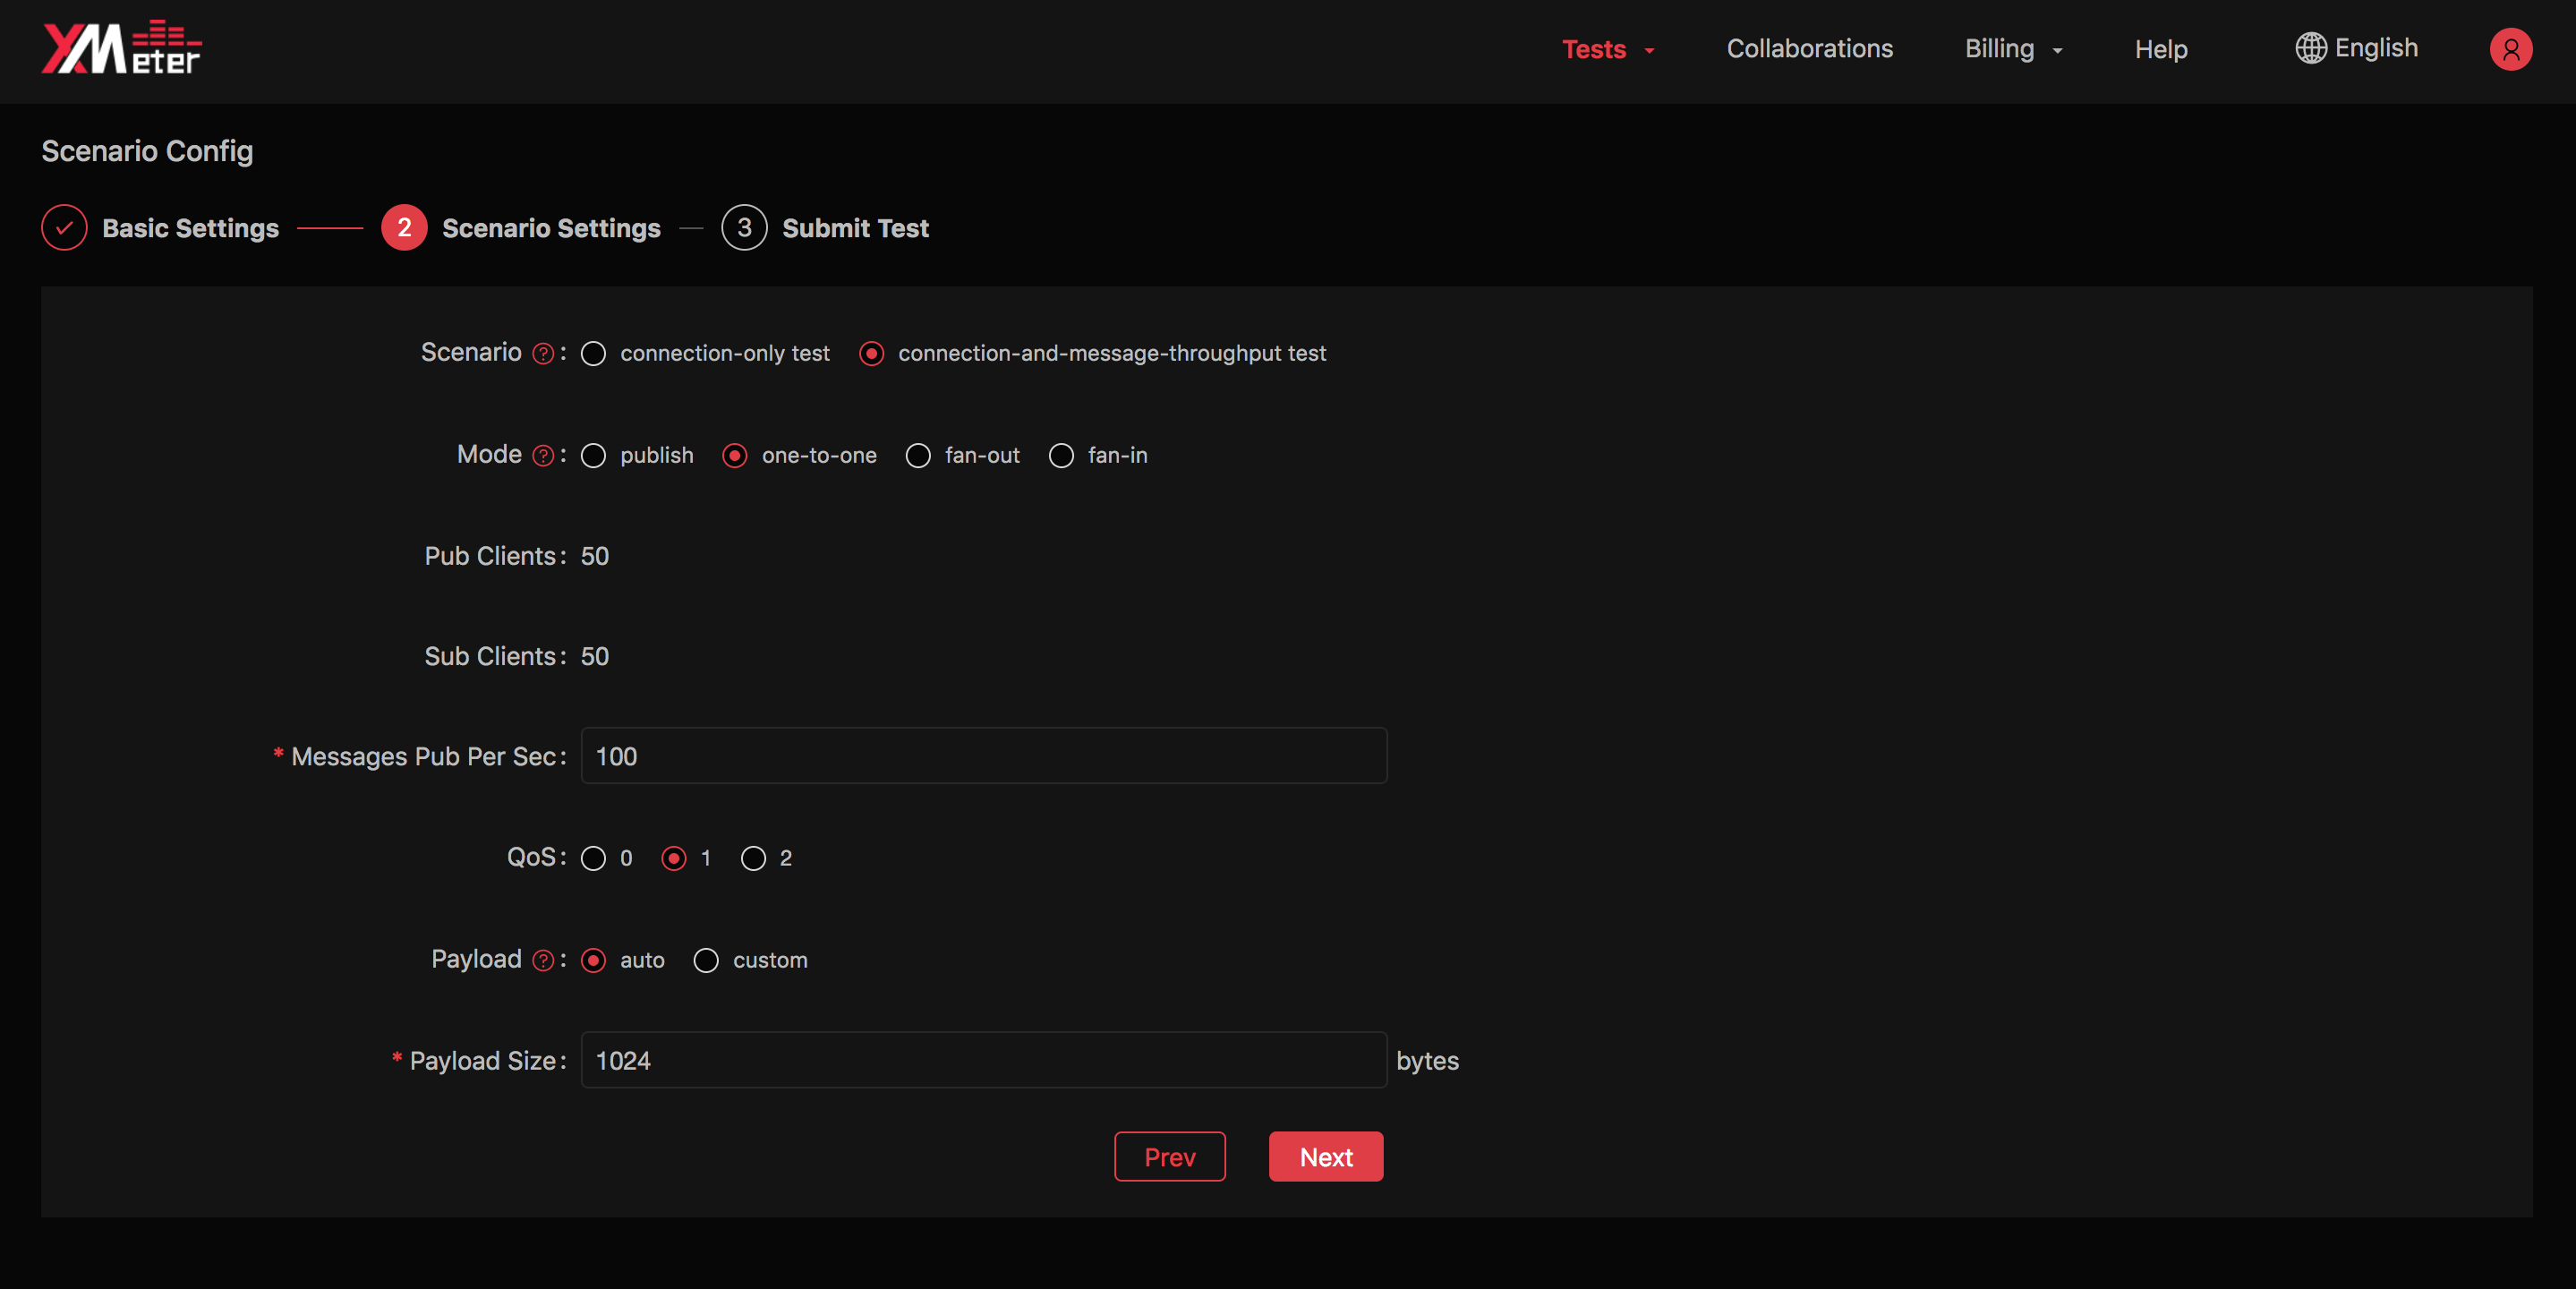 XMeter
Tests Collaborations Billing Help English
Scenario Config
Basic Settings 2 Scenario Settings 3 Submit Test
Scenario ? : connection-only test connection-and-message-throughput test
Mode ? : publish one-to-one fan-out fan-in
Pub Clients: 50
Sub Clients: 50
* Messages Pub Per Sec: 100
QoS: 0 1 2
Payload ? : auto custom
* Payload Size: 1024 bytes
Prev Next